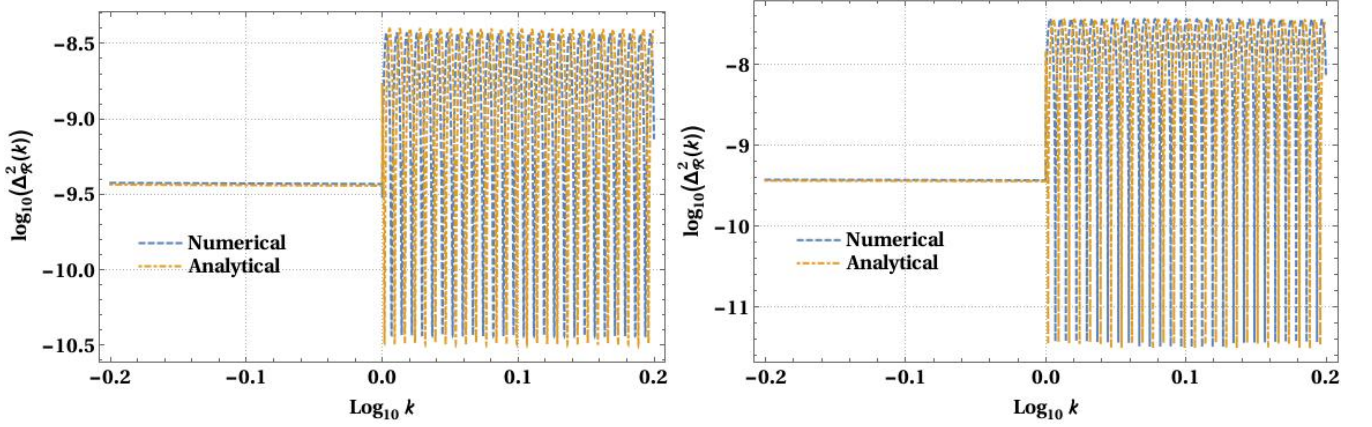 log₁₀(Δ²_ℛ(k))
-8.5
-9.0
-9.5
-10.0
-10.5
Numerical
Analytical
-0.2 -0.1 0.0 0.1 0.2
Log₁₀ k
log₁₀(Δ²_ℛ(k))
-8
-9
-10
-11
Numerical
Analytical
-0.2 -0.1 0.0 0.1 0.2
Log₁₀ k